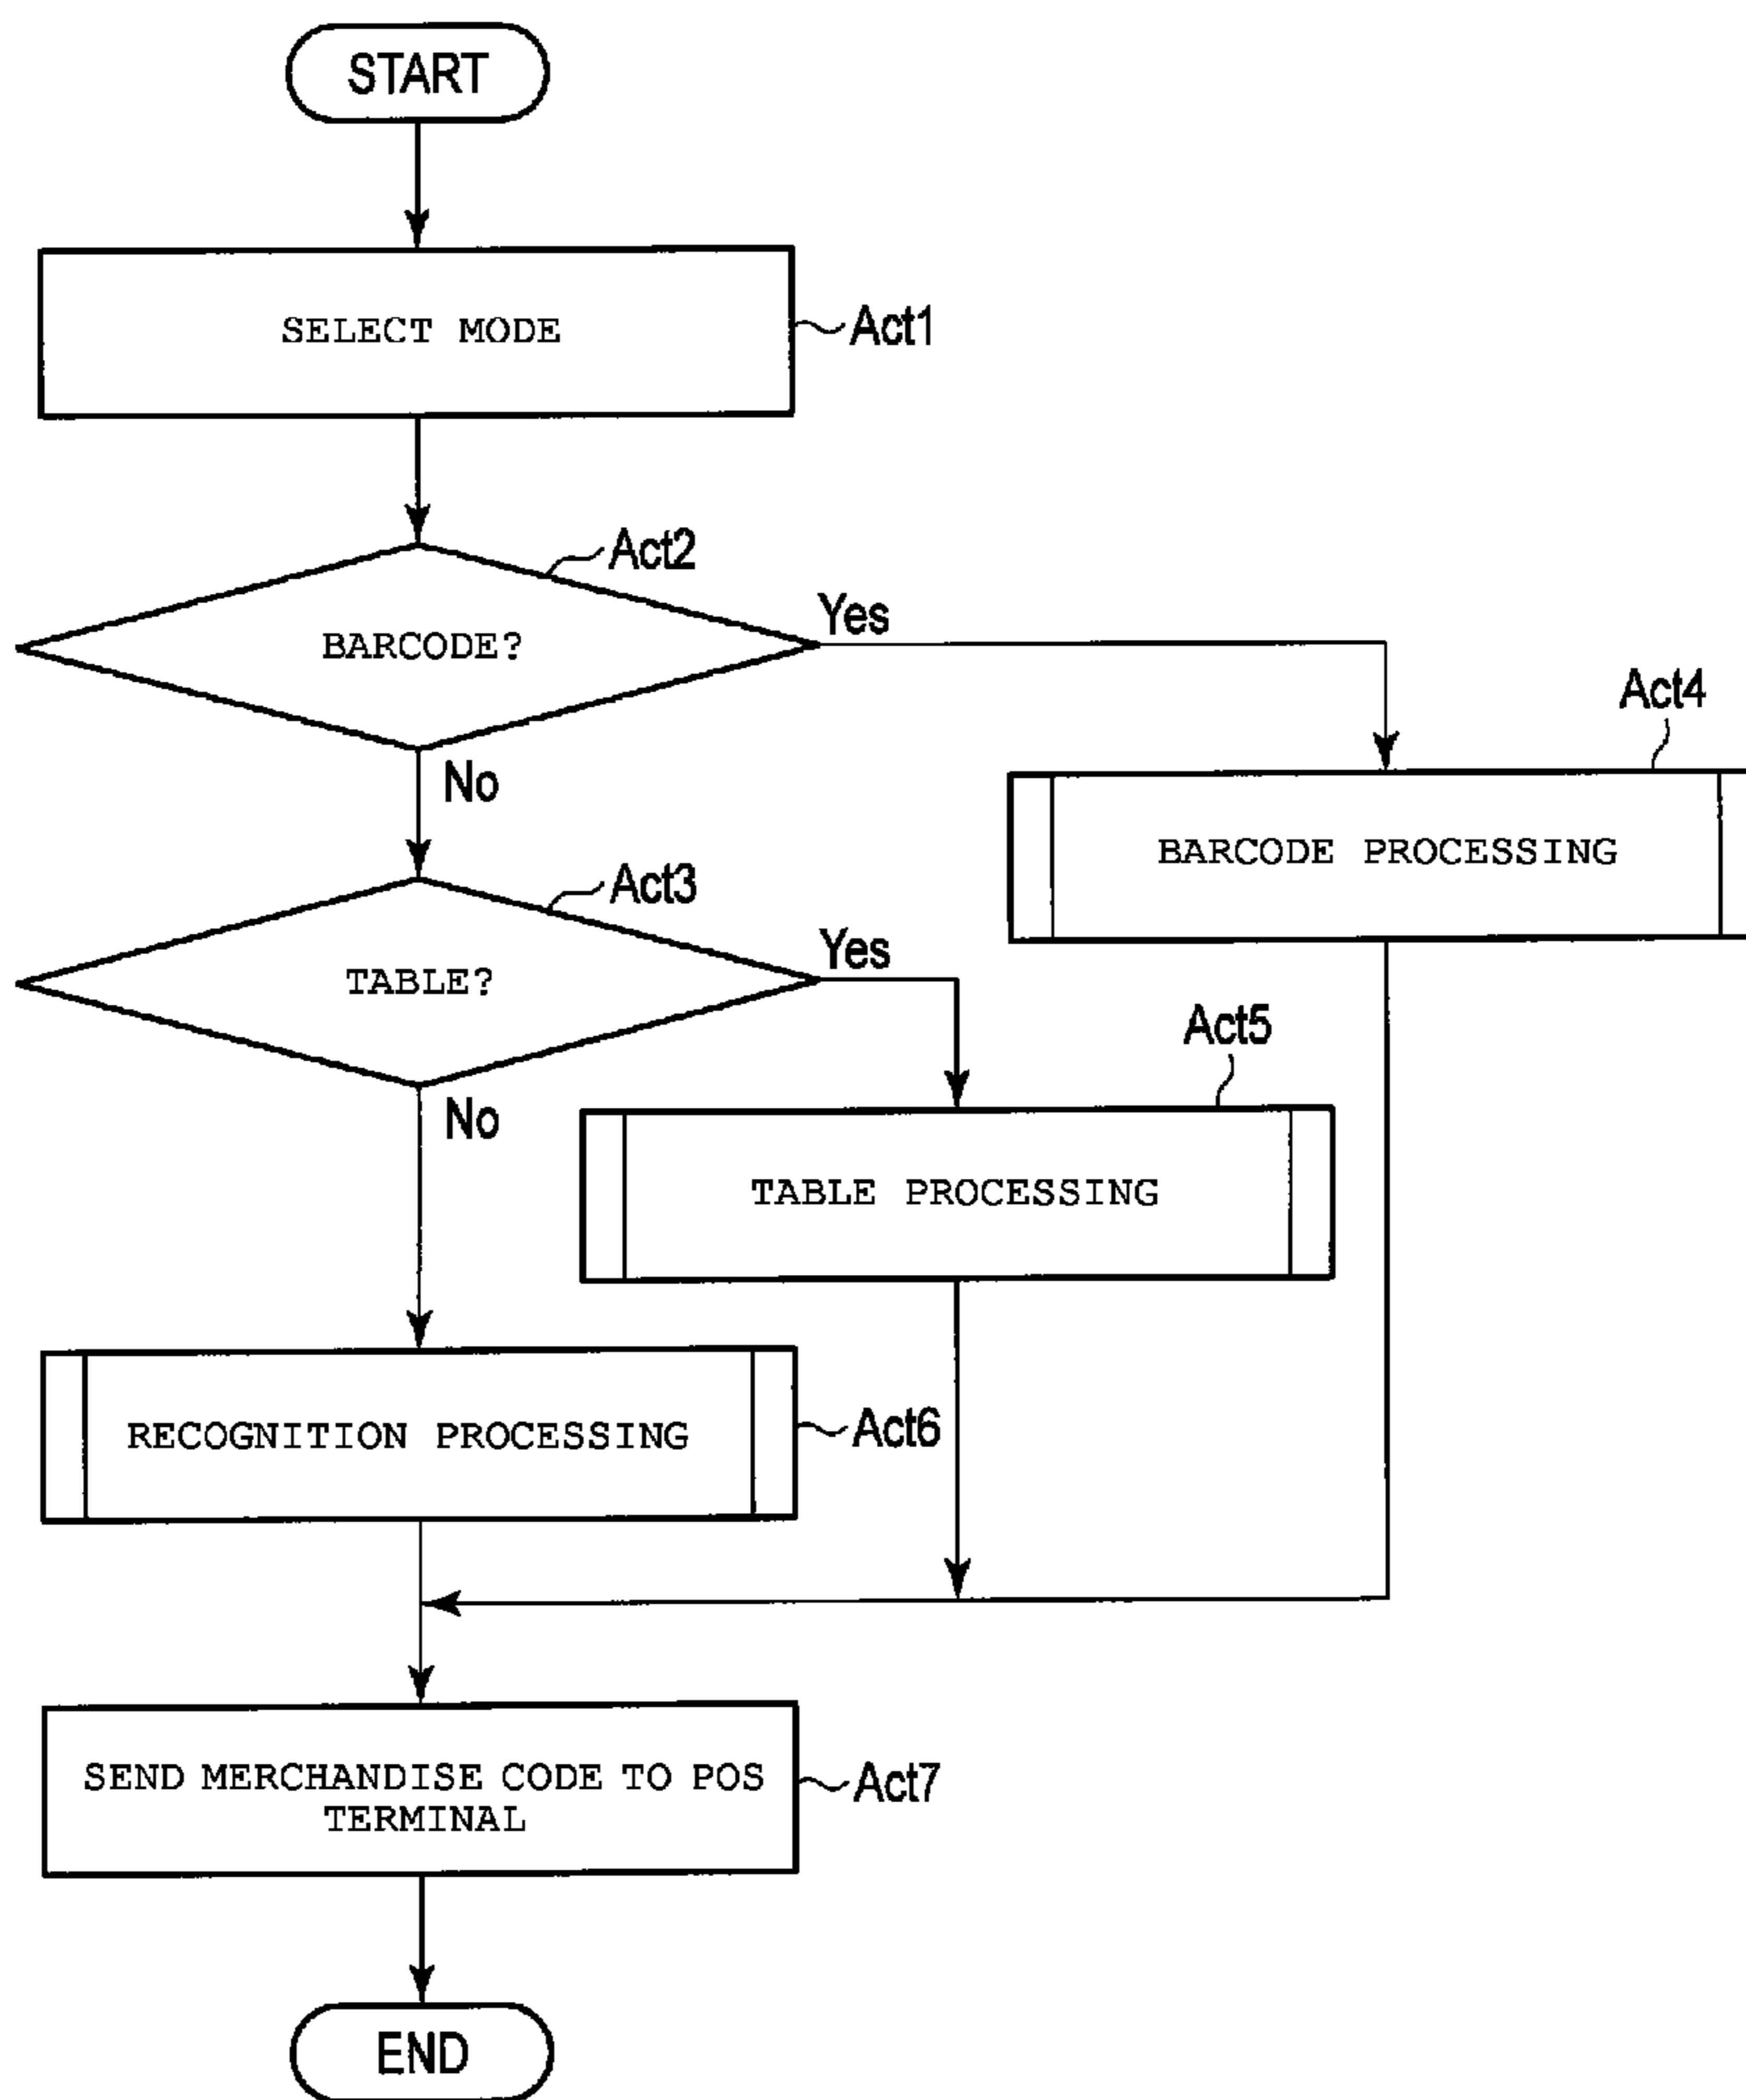 START
SELECT MODE
Act1
Act2
BARCODE?
Yes
No
Act4
BARCODE PROCESSING
Act3
TABLE?
Yes
No
Act5
TABLE PROCESSING
RECOGNITION PROCESSING
Act6
SEND MERCHANDISE CODE TO POS
TERMINAL
Act7
END